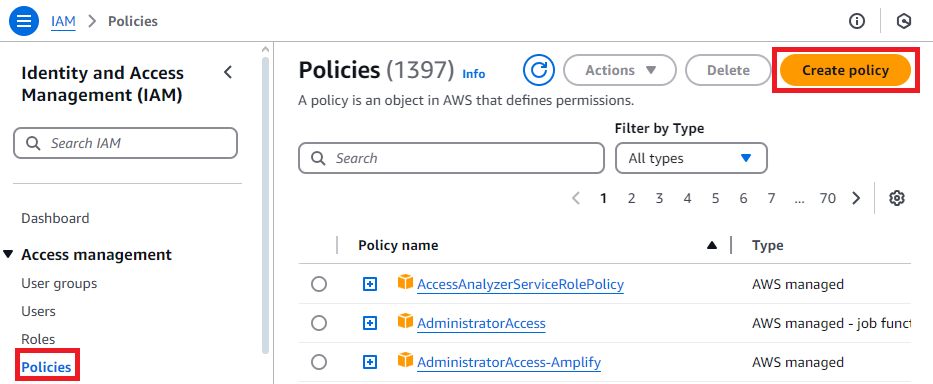 IAM > Policies
Identity and Access
Management (IAM)
Search IAM
Dashboard
Access management
User groups
Users
Roles
Policies
Policies (1397) Info
Actions
Delete
Create policy
A policy is an object in AWS that defines permissions.
Filter by Type
Search
All types
1 2 3 4 5 6 7 ... 70
Policy name
Type
AccessAnalyzerServiceRolePolicy
AWS managed
AdministratorAccess
AWS managed - job funct
AdministratorAccess-Amplify
AWS managed